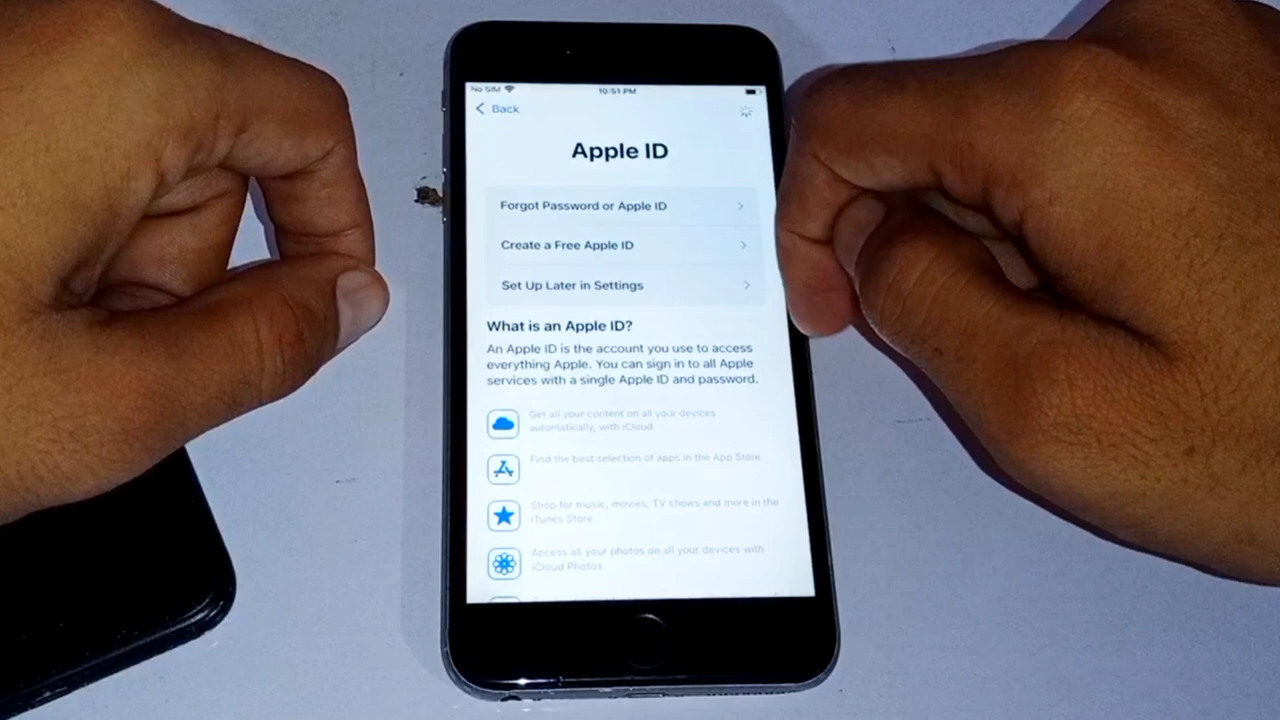 No SIM 10:51 PM
Back
Apple ID
Forgot Password or Apple ID
Create a Free Apple ID
Set Up Later in Settings
What is an Apple ID?
An Apple ID is the account you use to access
everything Apple. You can sign in to all Apple
services with a single Apple ID and password.
Get all your content on all your devices
automatically, with iCloud.
Find the best selection of apps in the App Store.
Shop for music, movies, TV shows and more in the
iTunes Store.
Access all your photos on all your devices with
iCloud Photos.